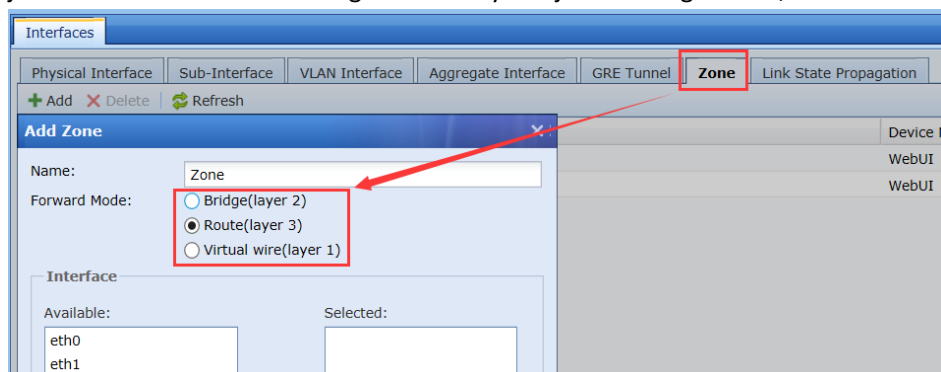 Interfaces
Physical Interface Sub-Interface VLAN Interface Aggregate Interface GRE Tunnel Zone Link State Propagation
Add Delete Refresh
Add Zone
Device
Name: Zone
WebUI
Forward Mode: Bridge(layer 2)
WebUI
Route(layer 3)
Virtual wire(layer 1)
Interface
Available: Selected:
eth0
eth1